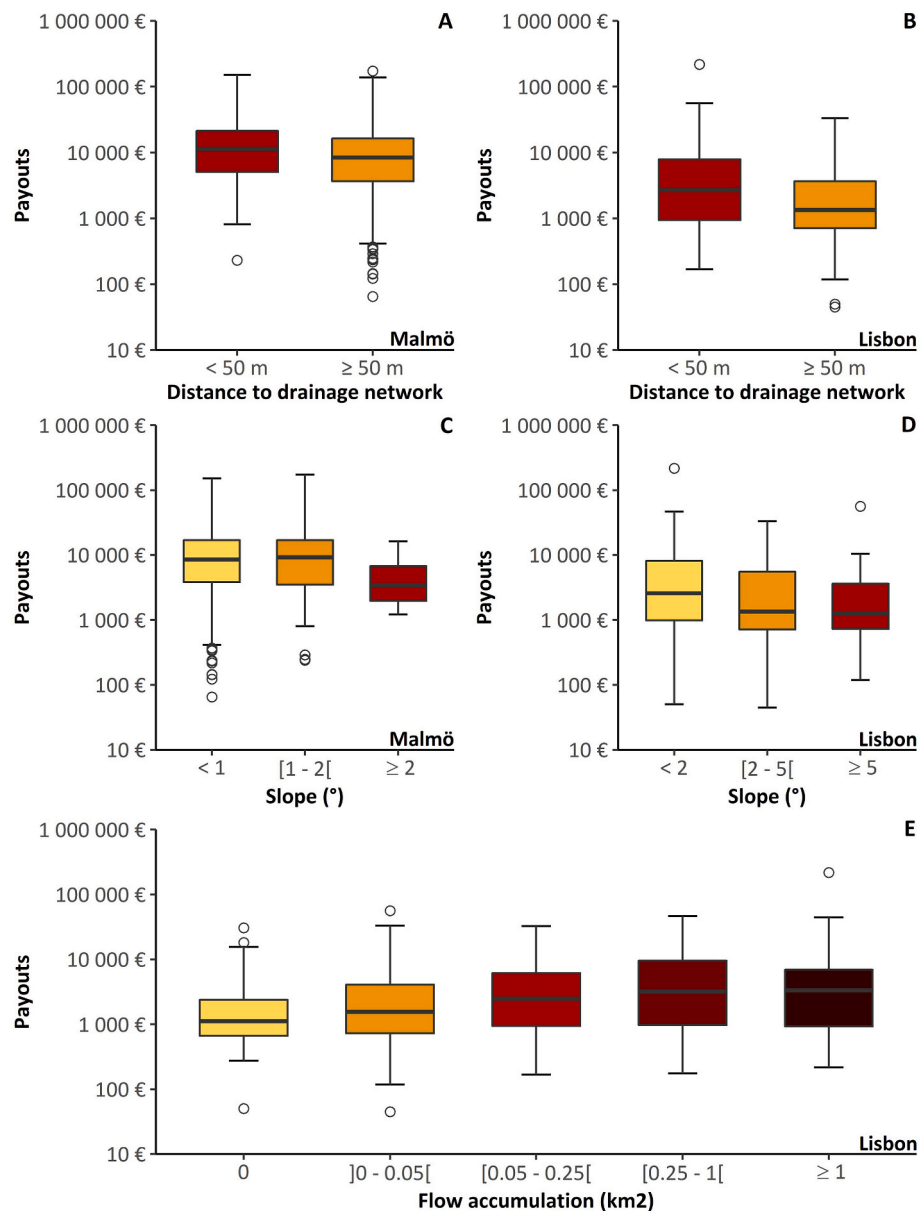 A
1 000 000 €
100 000 €
10 000 €
1 000 €
100 €
10 €
Payouts
Malmö
< 50 m
≥ 50 m
Distance to drainage network
B
1 000 000 €
100 000 €
10 000 €
1 000 €
100 €
10 €
Payouts
Lisbon
< 50 m
≥ 50 m
Distance to drainage network
C
1 000 000 €
100 000 €
10 000 €
1 000 €
100 €
10 €
Payouts
Malmö
< 1
[1 - 2[
≥ 2
Slope (°)
D
1 000 000 €
100 000 €
10 000 €
1 000 €
100 €
10 €
Payouts
Lisbon
< 2
[2 - 5[
≥ 5
Slope (°)
E
1 000 000 €
100 000 €
10 000 €
1 000 €
100 €
10 €
Payouts
Lisbon
0
]0 - 0.05[
[0.05 - 0.25[
[0.25 - 1[
≥ 1
Flow accumulation (km2)